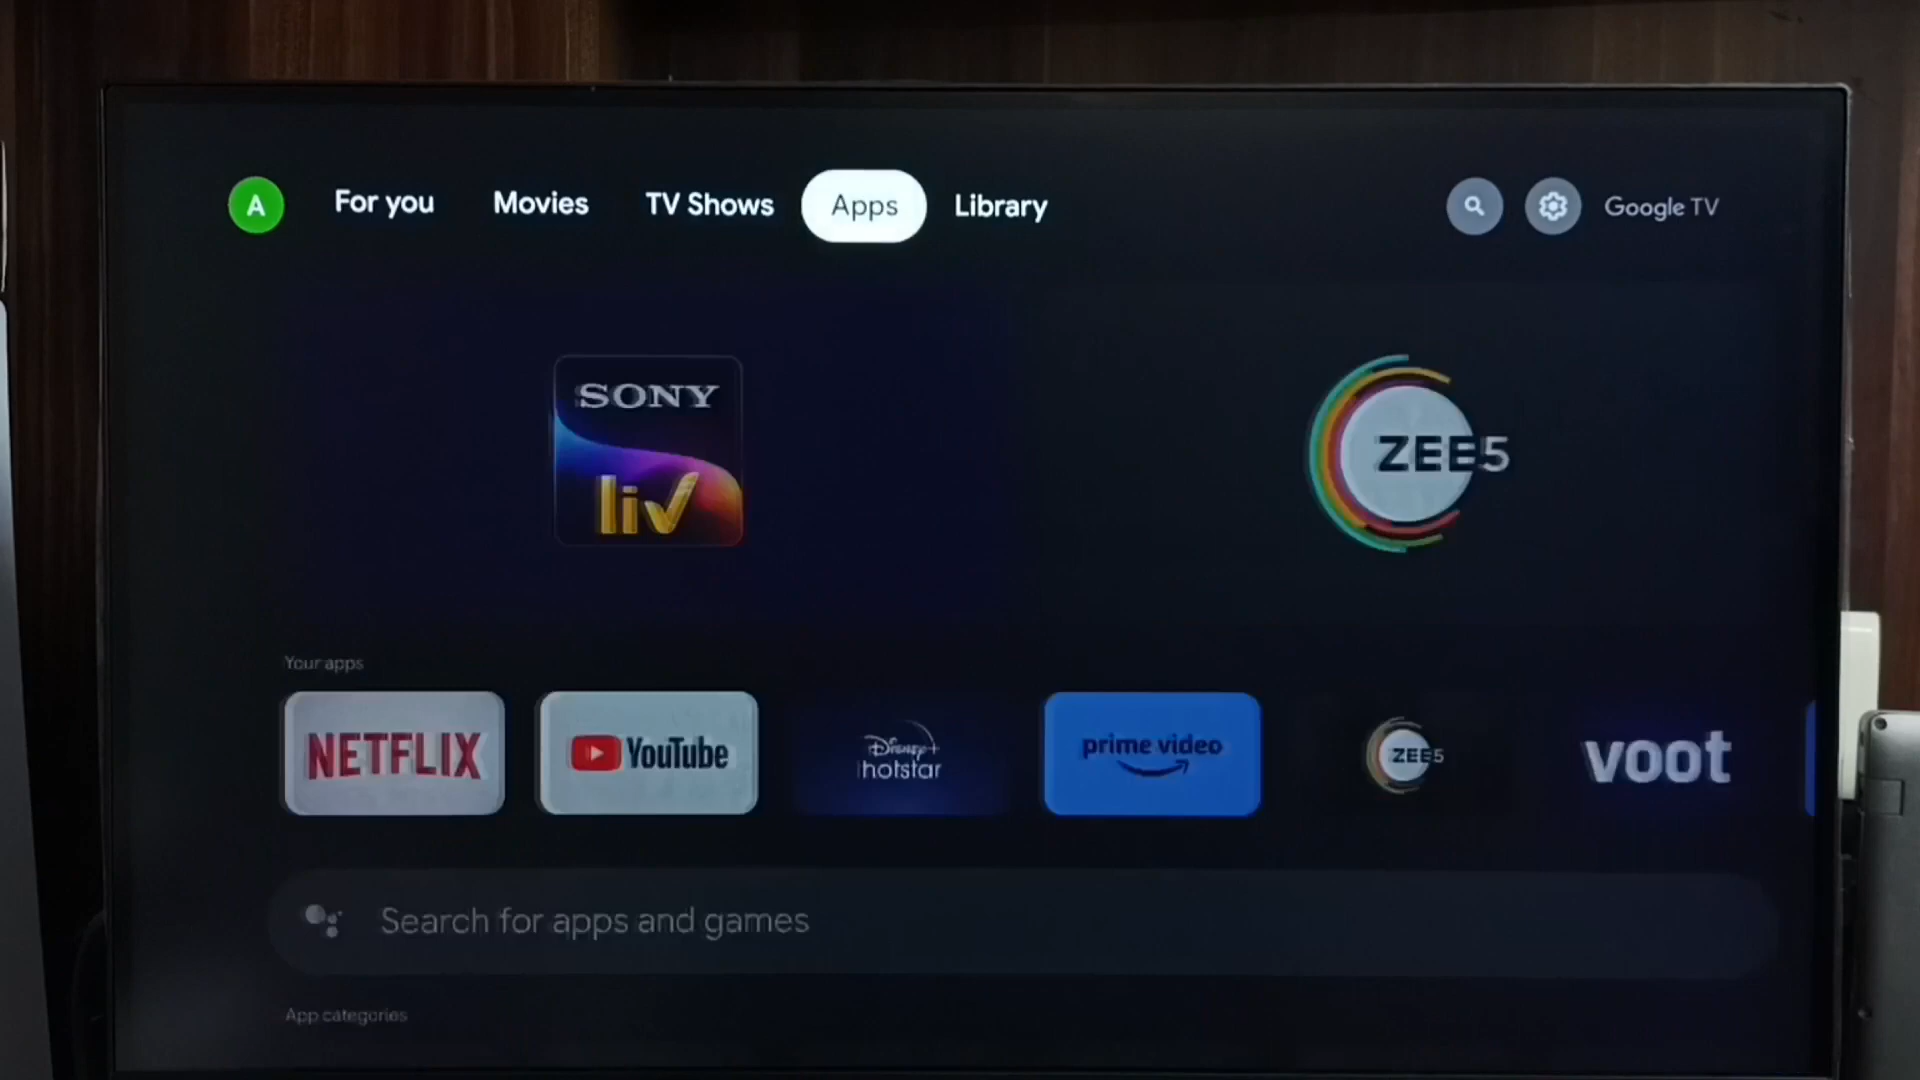 A
For you
Movies
TV Shows
Apps
Library
Google TV
SONY
liv
ZEE5
Your apps
NETFLIX
YouTube
Disney+
hotstar
prime video
ZEE5
voot
Search for apps and games
App categories